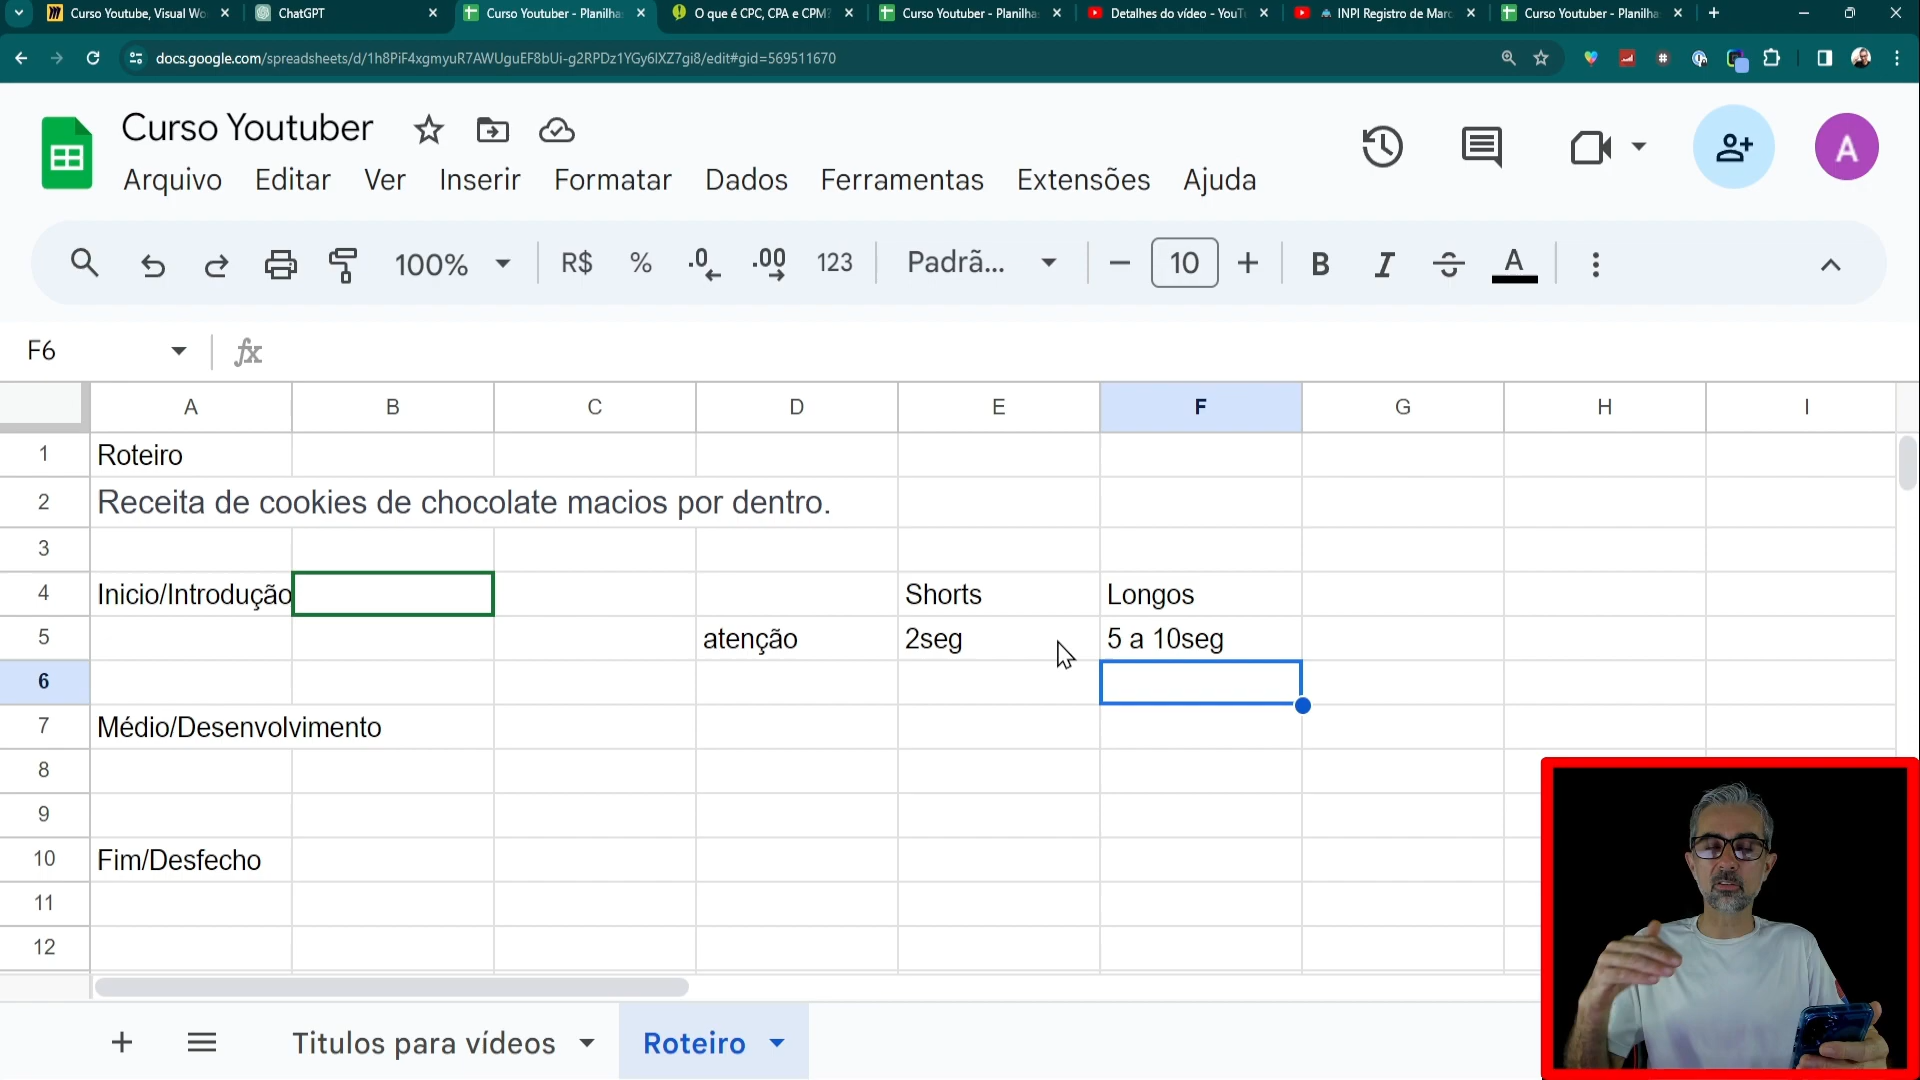 Curso Youtube, Visual Wo
ChatGPT
Curso Youtuber - Planilha
O que é CPC, CPA e CPM?
Curso Youtuber - Planilha
Detalhes do vídeo - YouT
INPI Registro de Marc
Curso Youtuber - Planilha
docs.google.com/spreadsheets/d/1h8PiF4xgmyuR7AWUguEF8bUi-g2RPDz1YGy6IXZ7gi8/edit#gid=569511670
Curso Youtuber
A
Arquivo Editar Ver Inserir Formatar Dados Ferramentas Extensões Ajuda
100% R$ % .0 .00 123 Padrã... 10 B I S A
F6 fx
A B C D E F G H I
1 Roteiro
2 Receita de cookies de chocolate macios por dentro.
3
4 Inicio/Introdução Shorts Longos
5 atenção 2seg 5 a 10seg
6
7 Médio/Desenvolvimento
8
9
10 Fim/Desfecho
11
12
Titulos para vídeos Roteiro